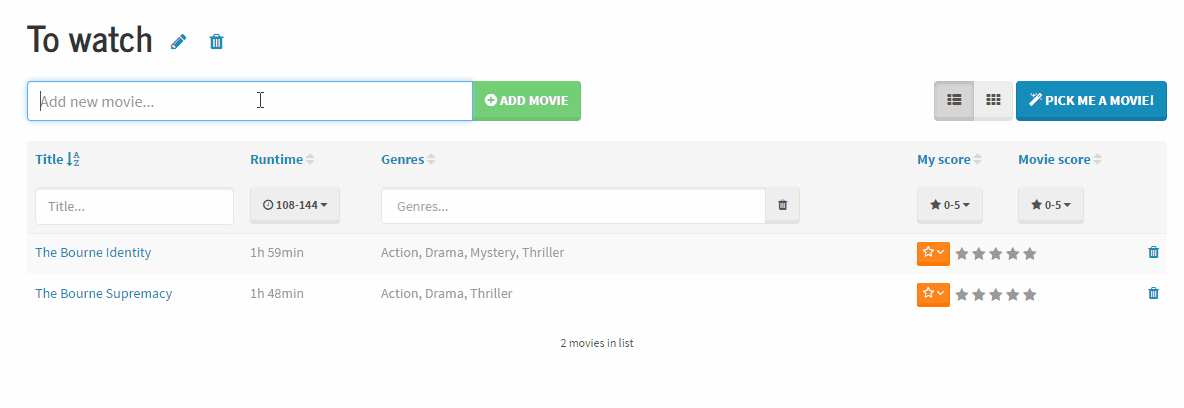 To watch
Add new movie... ADD MOVIE PICK ME A MOVIE!
Title Runtime Genres My score Movie score
Title... 108-144 Genres... 0-5 0-5
The Bourne Identity 1h 59min Action, Drama, Mystery, Thriller
The Bourne Supremacy 1h 48min Action, Drama, Thriller
2 movies in list